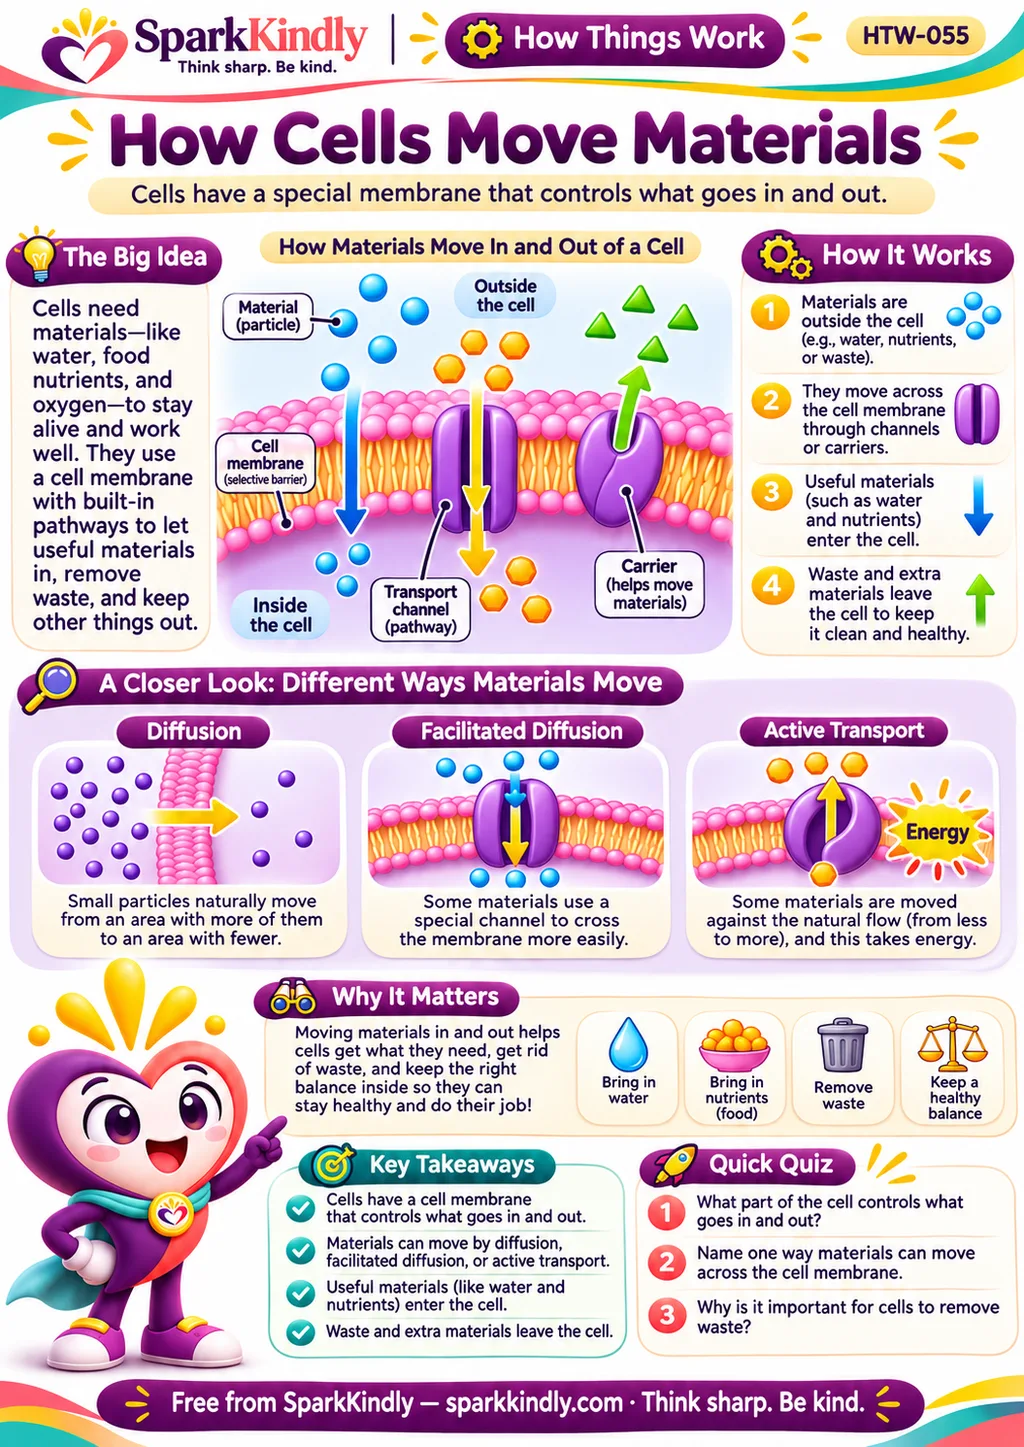 SparkKindly
Think sharp. Be kind.
How Things Work
HTW-055
How Cells Move Materials
Cells have a special membrane that controls what goes in and out.
The Big Idea
Cells need
materials—like
water, food
nutrients, and
oxygen—to stay
alive and work
well. They use
a cell membrane
with built-in
pathways to let
useful materials
in, remove
waste, and keep
other things out.
How Materials Move In and Out of a Cell
Material
(particle)
Outside
the cell
Cell
membrane
(selective barrier)
Inside
the cell
Transport
channel
(pathway)
Carrier
(helps move
materials)
How It Works
1
Materials are
outside the cell
(e.g., water, nutrients,
or waste).
2
They move across
the cell membrane
through channels
or carriers.
3
Useful materials
(such as water
and nutrients)
enter the cell.
4
Waste and extra
materials leave
the cell to keep
it clean and healthy.
A Closer Look: Different Ways Materials Move
Diffusion
Small particles naturally move
from an area with more of them
to an area with fewer.
Facilitated Diffusion
Some materials use a
special channel to cross
the membrane more easily.
Active Transport
Energy
Some materials are moved
against the natural flow (from less
to more), and this takes energy.
Why It Matters
Moving materials in and out helps
cells get what they need, get rid
of waste, and keep the right
balance inside so they can
stay healthy and do their job!
Bring in
water
Bring in
nutrients
(food)
Remove
waste
Keep a
healthy
balance
Key Takeaways
Cells have a cell membrane
that controls what goes in and out.
Materials can move by diffusion,
facilitated diffusion, or active transport.
Useful materials (like water and
nutrients) enter the cell.
Waste and extra materials leave the cell.
Quick Quiz
1
What part of the cell controls what
goes in and out?
2
Name one way materials can move
across the cell membrane.
3
Why is it important for cells to remove
waste?
Free from SparkKindly — sparkkindly.com · Think sharp. Be kind.